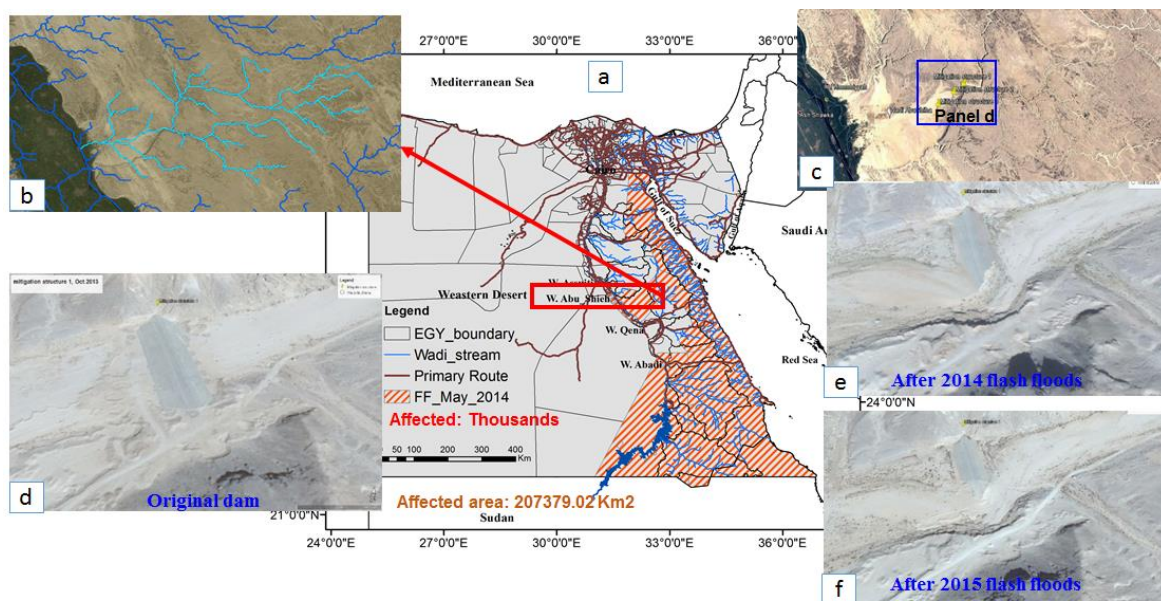 27°0'0"E
30°0'0"E
33°0'0"E
36°0'0"E
a
b
c
Mediterranean Sea
Mitigation structure 1
Panel d
Cairo
Gulf of Suez
Saudi Ar
Weastern Desert
W. Abu_Shieh
W. Qena
W. Abadi
Red Sea
Legend
EGY_boundary
Wadi_stream
Primary Route
FF_May_2014
Affected: Thousands
50 100 200 300 400
Km
Affected area: 207379.02 Km2
Sudan
24°0'0"N
21°0'0"N
24°0'0"E
27°0'0"E
30°0'0"E
33°0'0"E
36°0'0"E
mitigation structure 1, Oct.2013
Legend
Original dam
d
e
After 2014 flash floods
f
After 2015 flash floods